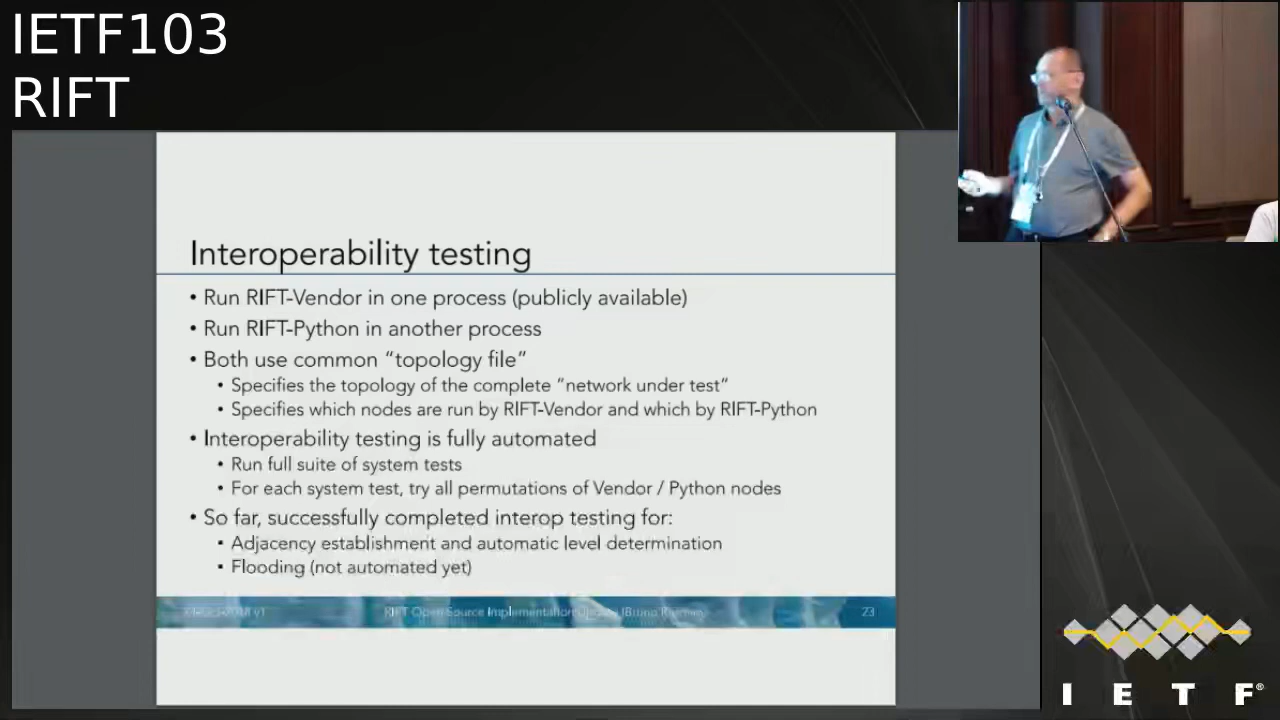 IETF103
RIFT
Interoperability testing
• Run RIFT-Vendor in one process (publicly available)
• Run RIFT-Python in another process
• Both use common “topology file”
• Specifies the topology of the complete “network under test”
• Specifies which nodes are run by RIFT-Vendor and which by RIFT-Python
• Interoperability testing is fully automated
• Run full suite of system tests
• For each system test, try all permutations of Vendor / Python nodes
• So far, successfully completed interop testing for:
• Adjacency establishment and automatic level determination
• Flooding (not automated yet)
RIFT Open Source Implementation (Bruno 23
I E T F®